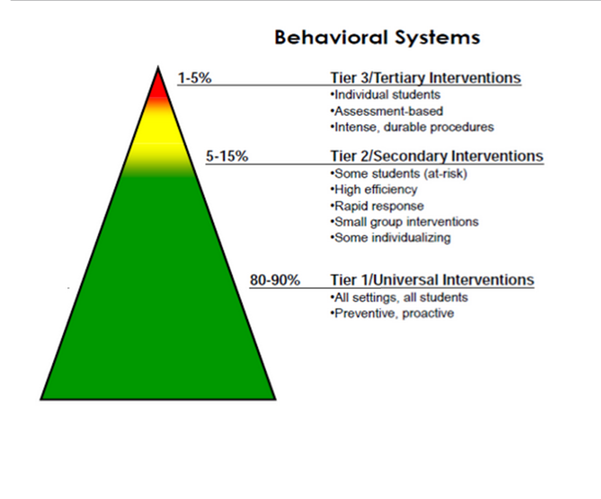 Behavioral Systems
1-5% Tier 3/Tertiary Interventions
•Individual students
•Assessment-based
•Intense, durable procedures
5-15% Tier 2/Secondary Interventions
•Some students (at-risk)
•High efficiency
•Rapid response
•Small group interventions
•Some individualizing
80-90% Tier 1/Universal Interventions
•All settings, all students
•Preventive, proactive